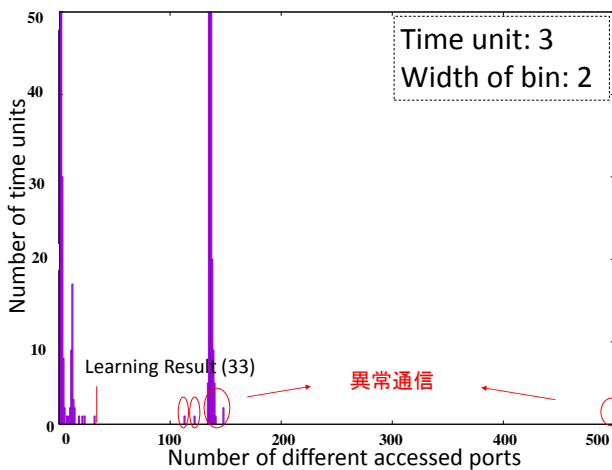 50
40
30
20
10
0
Number of time units
Time unit: 3
Width of bin: 2
Learning Result (33)
異常通信
0
100
200
300
400
500
Number of different accessed ports